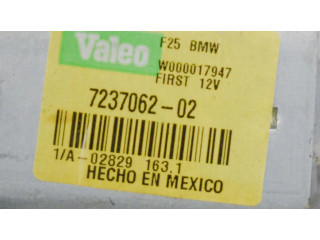 Valeo
F25 BMW
W000017947
FIRST 12V
7237062-02
1/A-02829 163.1
HECHO EN MEXICO